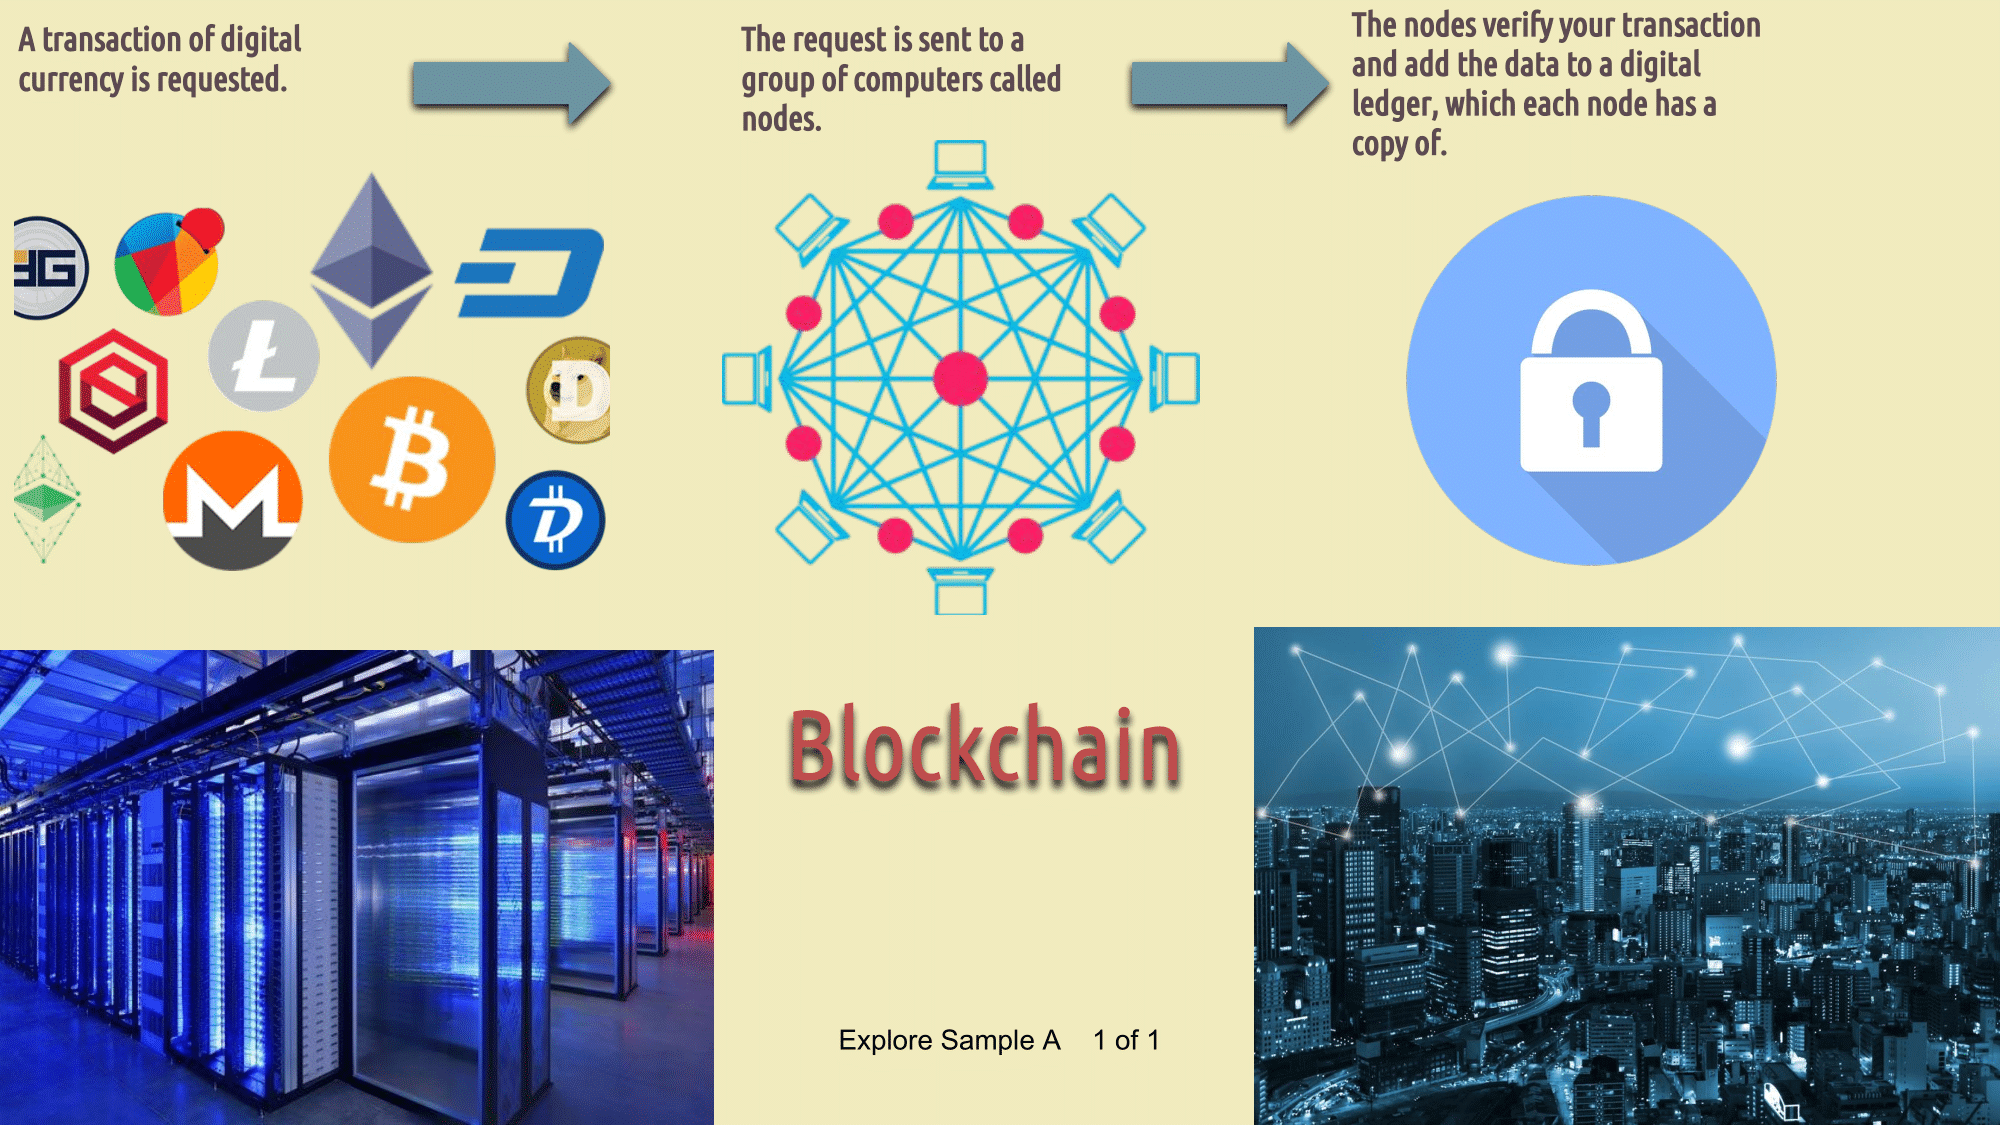 A transaction of digital
currency is requested.
The request is sent to a
group of computers called
nodes.
The nodes verify your transaction
and add the data to a digital
ledger, which each node has a
copy of.
Blockchain
Explore Sample A 1 of 1